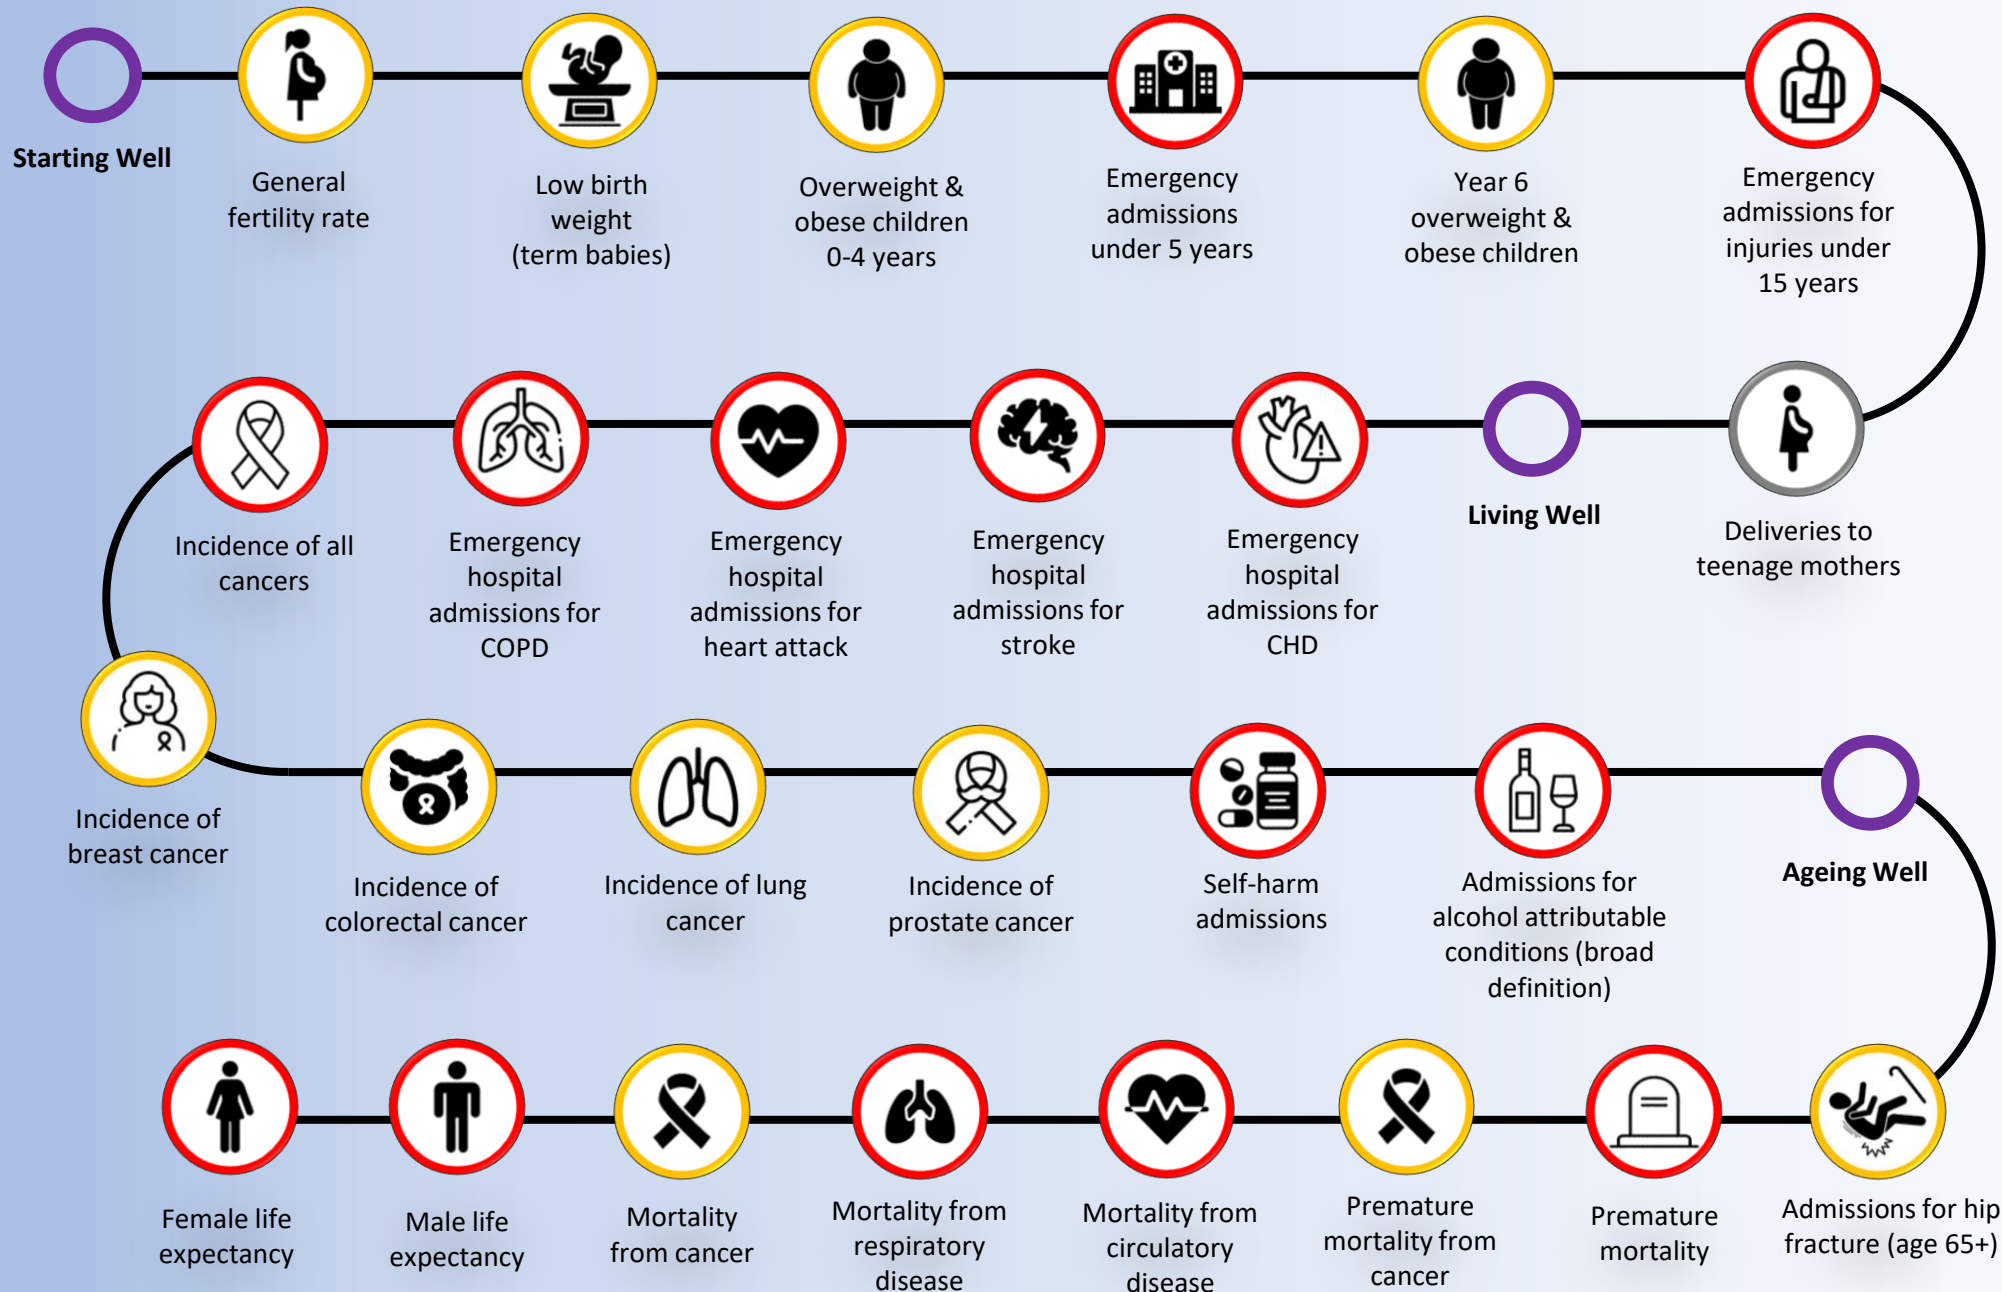 Starting Well
General
fertility rate
Low birth
weight
(term babies)
Overweight &
obese children
0-4 years
Emergency
admissions
under 5 years
Year 6
overweight &
obese children
Emergency
admissions for
injuries under
15 years
Incidence of all
cancers
Emergency
hospital
admissions for
COPD
Emergency
hospital
admissions for
heart attack
Emergency
hospital
admissions for
stroke
Emergency
hospital
admissions for
CHD
Living Well
Deliveries to
teenage mothers
Incidence of
breast cancer
Incidence of
colorectal cancer
Incidence of lung
cancer
Incidence of
prostate cancer
Self-harm
admissions
Admissions for
alcohol attributable
conditions (broad
definition)
Ageing Well
Female life
expectancy
Male life
expectancy
Mortality
from cancer
Mortality from
respiratory
disease
Mortality from
circulatory
disease
Premature
mortality from
cancer
Premature
mortality
Admissions for hip
fracture (age 65+)